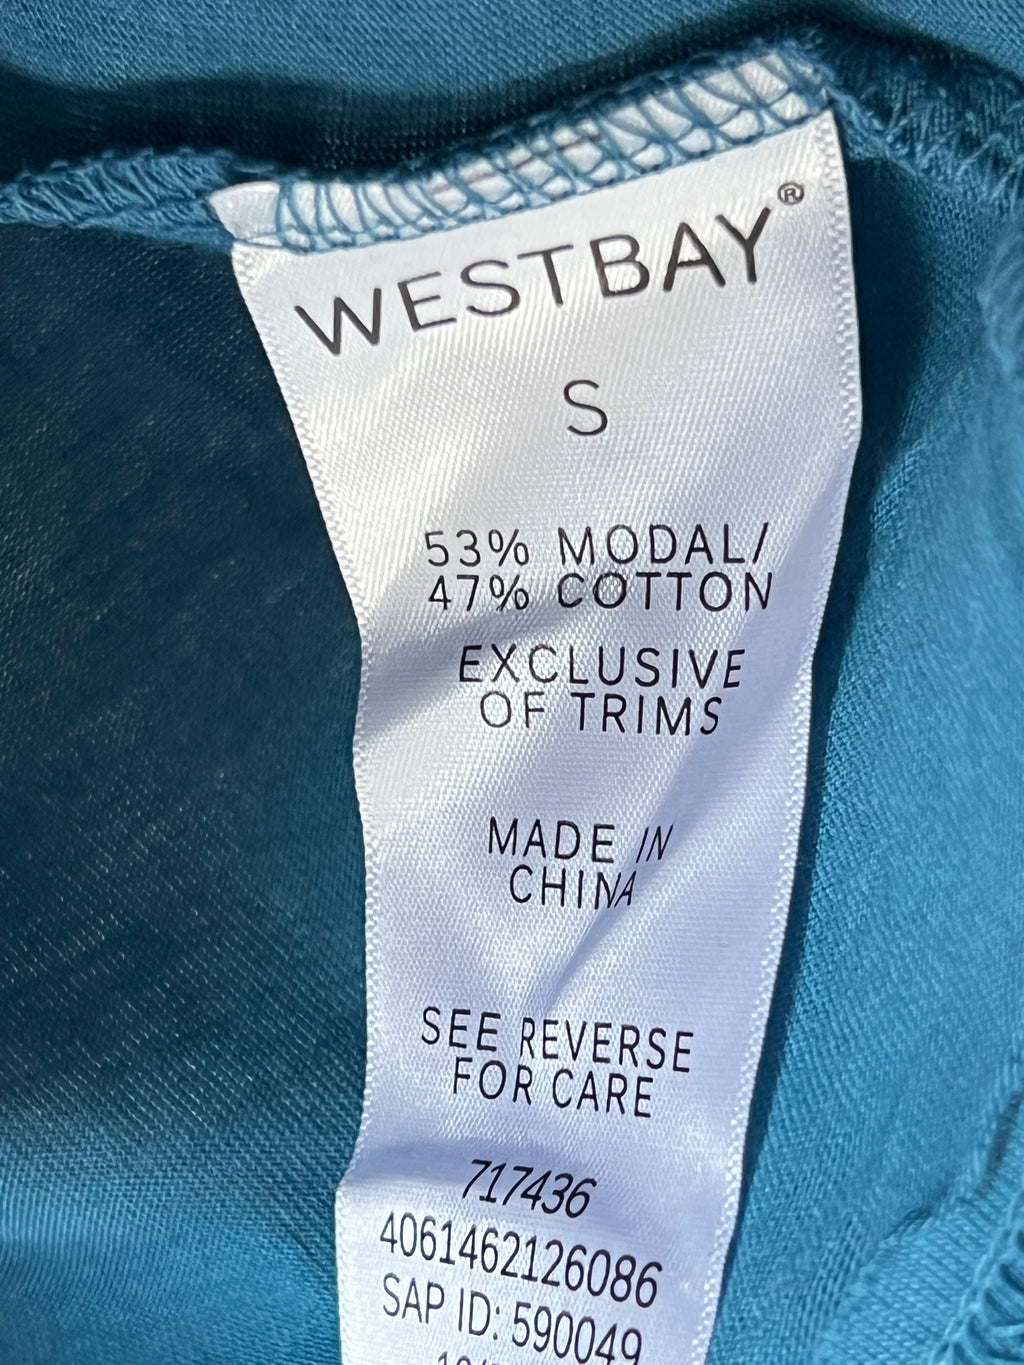 WESTBAY®
S
53% MODAL/
47% COTTON
EXCLUSIVE
OF TRIMS
MADE IN
CHINA
SEE REVERSE
FOR CARE
717436
4061462126086
SAP ID: 590049